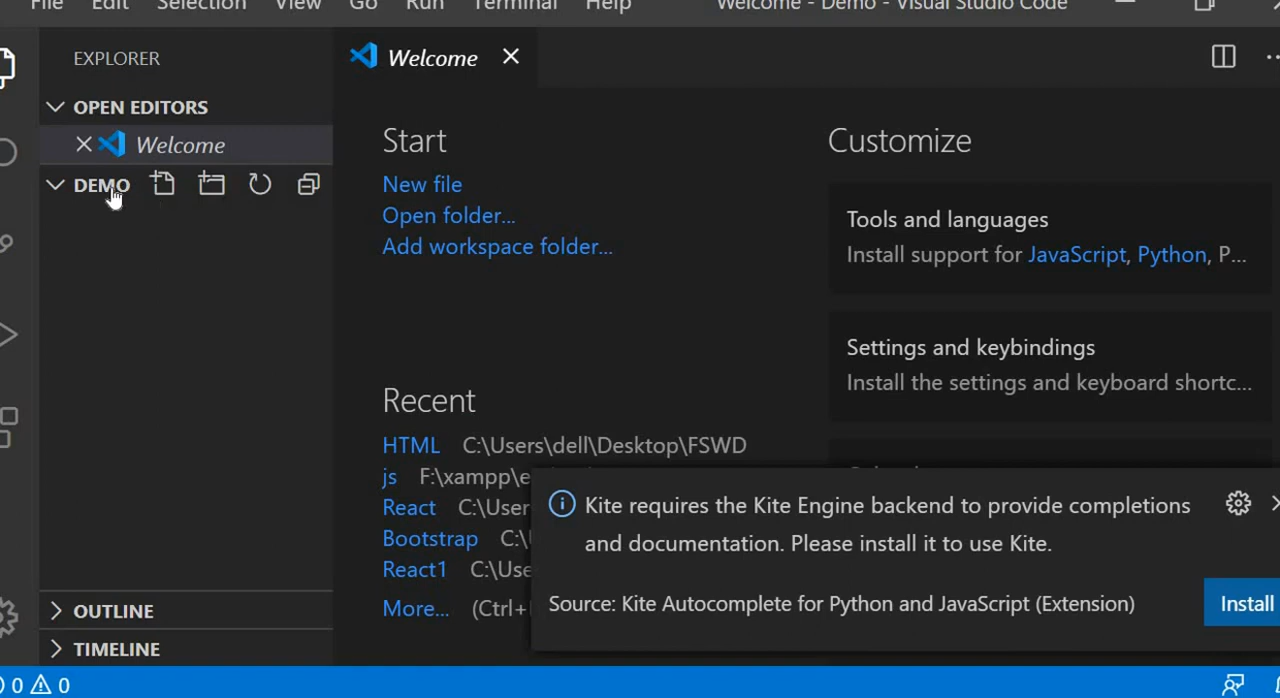 File Edit Selection View Go Run Terminal Help Welcome - Demo - Visual Studio Code
EXPLORER
OPEN EDITORS
Welcome
DEMO
OUTLINE
TIMELINE
Welcome
Start
New file
Open folder...
Add workspace folder...
Recent
HTML C:\Users\dell\Desktop\FSWD
js F:\xampp\e
React C:\User
Bootstrap C:\
React1 C:\Use
More... (Ctrl+
Customize
Tools and languages
Install support for JavaScript, Python, P...
Settings and keybindings
Install the settings and keyboard shortc...
Kite requires the Kite Engine backend to provide completions
and documentation. Please install it to use Kite.
Source: Kite Autocomplete for Python and JavaScript (Extension)
Install
0 0